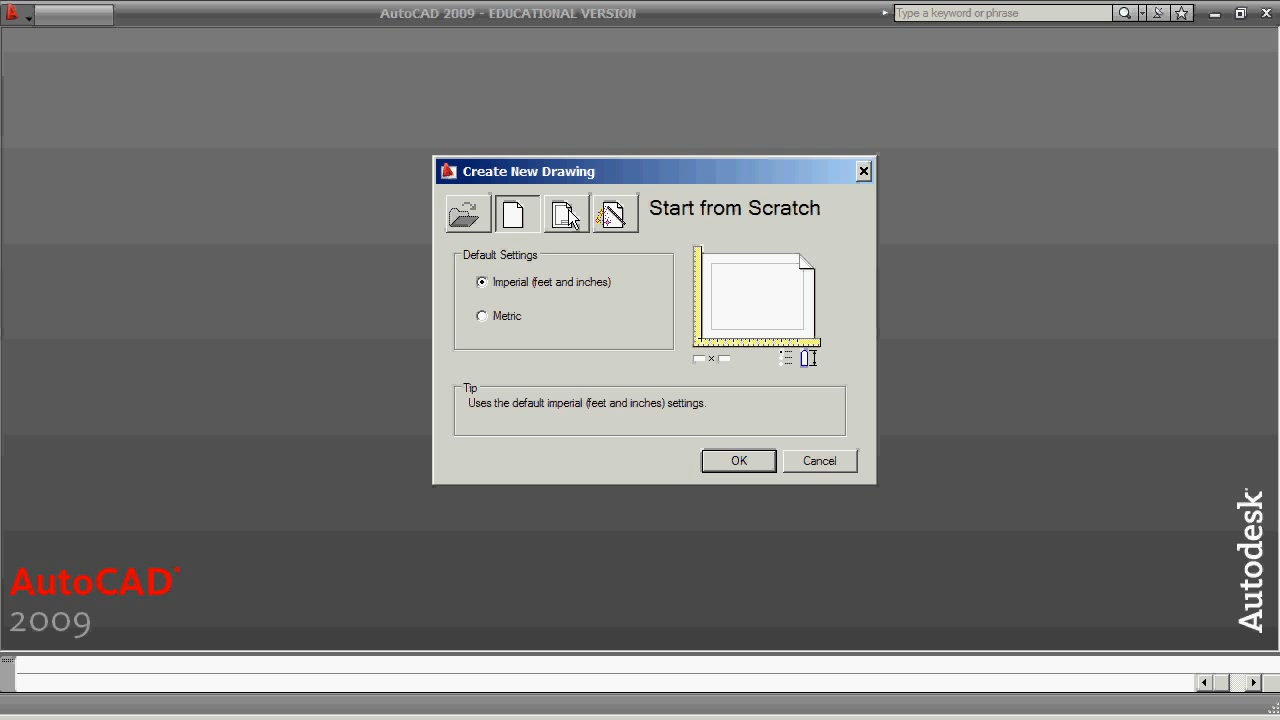 AutoCAD 2009 - EDUCATIONAL VERSION
Type a keyword or phrase
Create New Drawing
Start from Scratch
Default Settings
Imperial (feet and inches)
Metric
Tip
Uses the default imperial (feet and inches) settings.
OK
Cancel
AutoCAD
2009
Autodesk